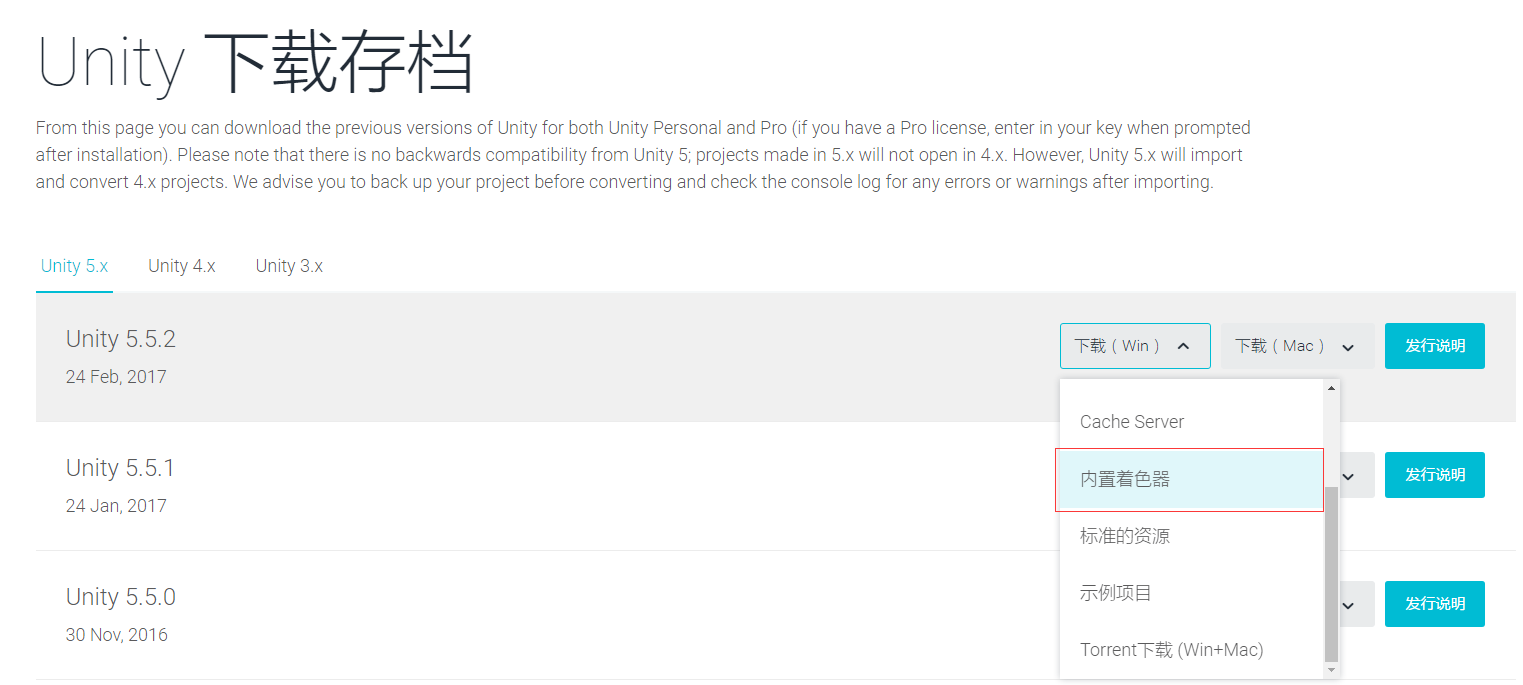 Unity 下载存档
From this page you can download the previous versions of Unity for both Unity Personal and Pro (if you have a Pro license, enter in your key when prompted
after installation). Please note that there is no backwards compatibility from Unity 5; projects made in 5.x will not open in 4.x. However, Unity 5.x will import
and convert 4.x projects. We advise you to back up your project before converting and check the console log for any errors or warnings after importing.
Unity 5.x Unity 4.x Unity 3.x
Unity 5.5.2
24 Feb, 2017
下载（Win） 下载（Mac） 发行说明
Cache Server
内置着色器
标准的资源
示例项目
Torrent下载 (Win+Mac)
Unity 5.5.1
24 Jan, 2017
发行说明
Unity 5.5.0
30 Nov, 2016
发行说明